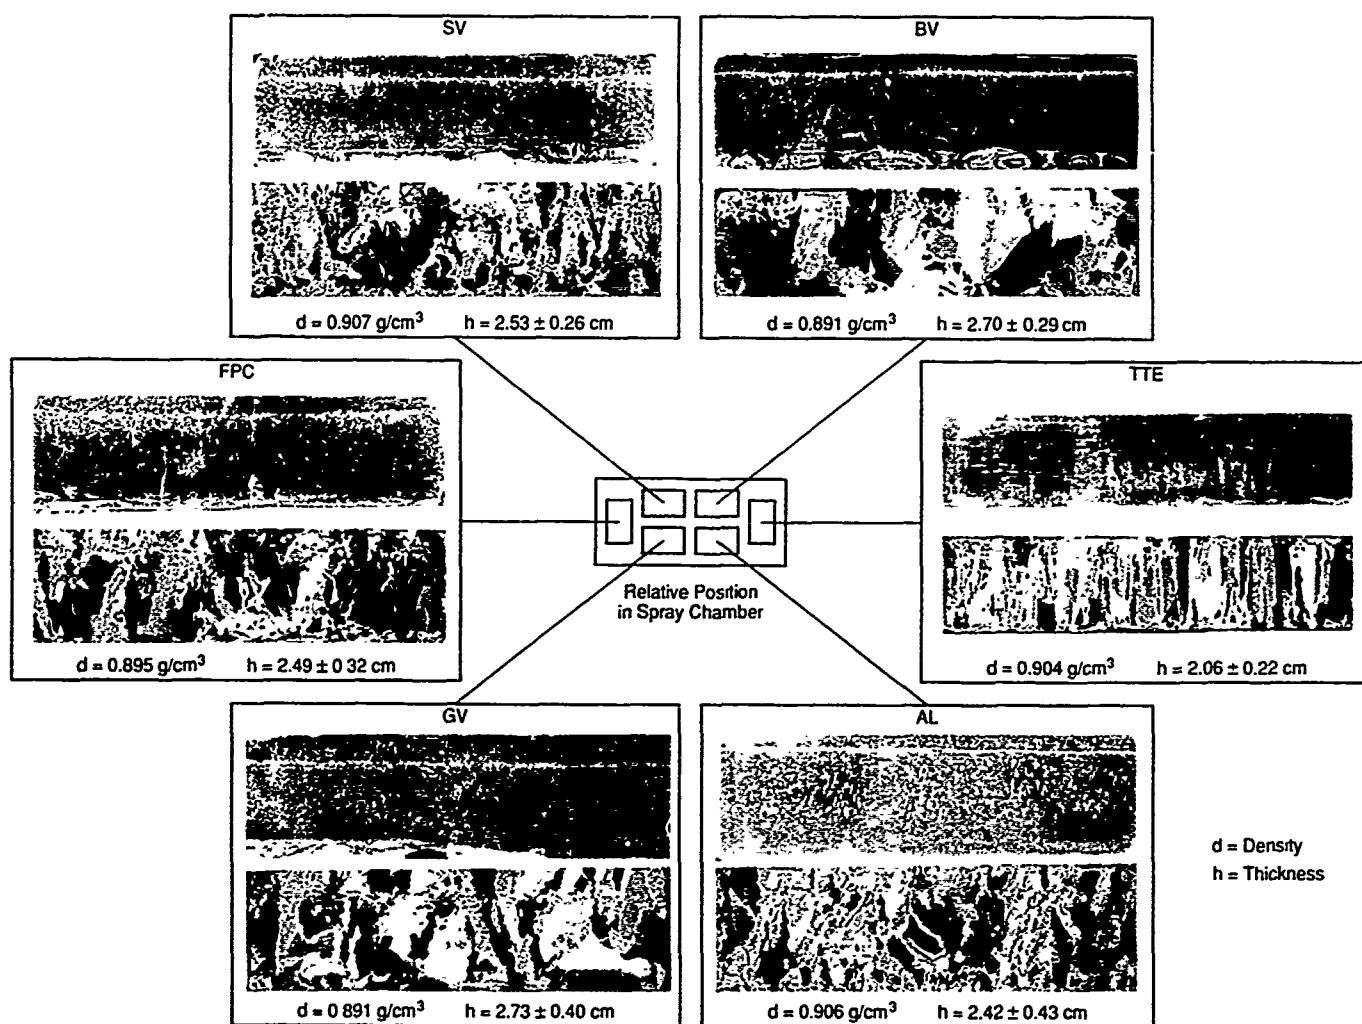 SV
d = 0.907 g/cm³ h = 2.53 ± 0.26 cm
BV
d = 0.891 g/cm³ h = 2.70 ± 0.29 cm
FPC
d = 0.895 g/cm³ h = 2.49 ± 0 32 cm
TTE
d = 0.904 g/cm³ h = 2.06 ± 0.22 cm
Relative Position
in Spray Chamber
GV
d = 0 891 g/cm³ h = 2.73 ± 0.40 cm
AL
d = 0.906 g/cm³ h = 2.42 ± 0.43 cm
d = Density
h = Thickness